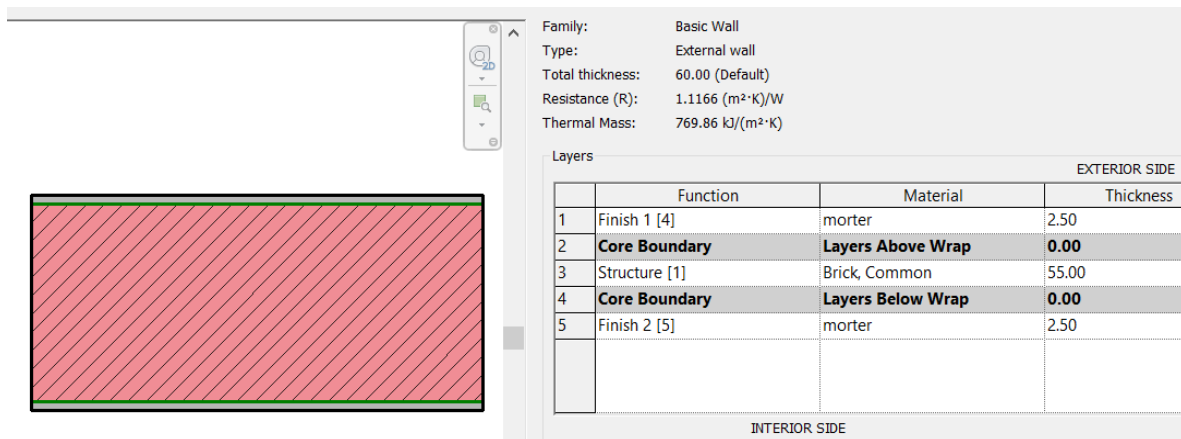 2D
Family: Basic Wall
Type: External wall
Total thickness: 60.00 (Default)
Resistance (R): 1.1166 (m²·K)/W
Thermal Mass: 769.86 kJ/(m²·K)
Layers
EXTERIOR SIDE
Function Material Thickness
1 Finish 1 [4] morter 2.50
2 Core Boundary Layers Above Wrap 0.00
3 Structure [1] Brick, Common 55.00
4 Core Boundary Layers Below Wrap 0.00
5 Finish 2 [5] morter 2.50
INTERIOR SIDE